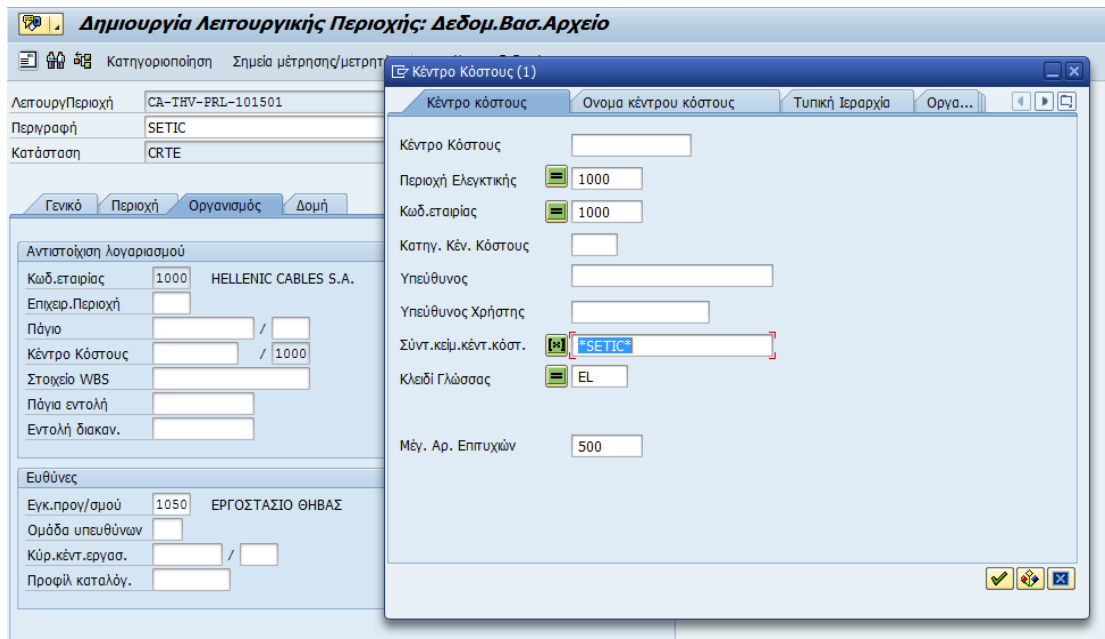 Δημιουργία Λειτουργικής Περιοχής: Δεδομ.Βασ.Αρχείο
Κατηγοριοποίηση Σημεία μέτρησης/μετρητ
ΛειτουργΠεριοχή CA-THV-PRL-101501
Περιγραφή SETIC
Κατάσταση CRTE
Γενικό Περιοχή Οργανισμός Δομή
Αντιστοίχιση λογαριασμού
Κωδ.εταιρίας 1000 HELLENIC CABLES S.A.
Επιχειρ.Περιοχή
Πάγιο /
Κέντρο Κόστους / 1000
Στοιχείο WBS
Πάγια εντολή
Εντολή διακαν.
Ευθύνες
Εγκ.προγ/σμού 1050 ΕΡΓΟΣΤΑΣΙΟ ΘΗΒΑΣ
Ομάδα υπευθύνων
Κύρ.κέντ.εργασ. /
Προφίλ καταλόγ.
Κέντρο Κόστους (1)
Κέντρο κόστους Ονομα κέντρου κόστους Τυπική Ιεραρχία Οργα...
Κέντρο Κόστους
Περιοχή Ελεγκτικής 1000
Κωδ.εταιρίας 1000
Κατηγ. Κέν. Κόστους
Υπεύθυνος
Υπεύθυνος Χρήστης
Σύντ.κείμ.κέντ.κόστ. *SETIC*
Κλειδί Γλώσσας EL
Μέγ. Αρ. Επιτυχιών 500